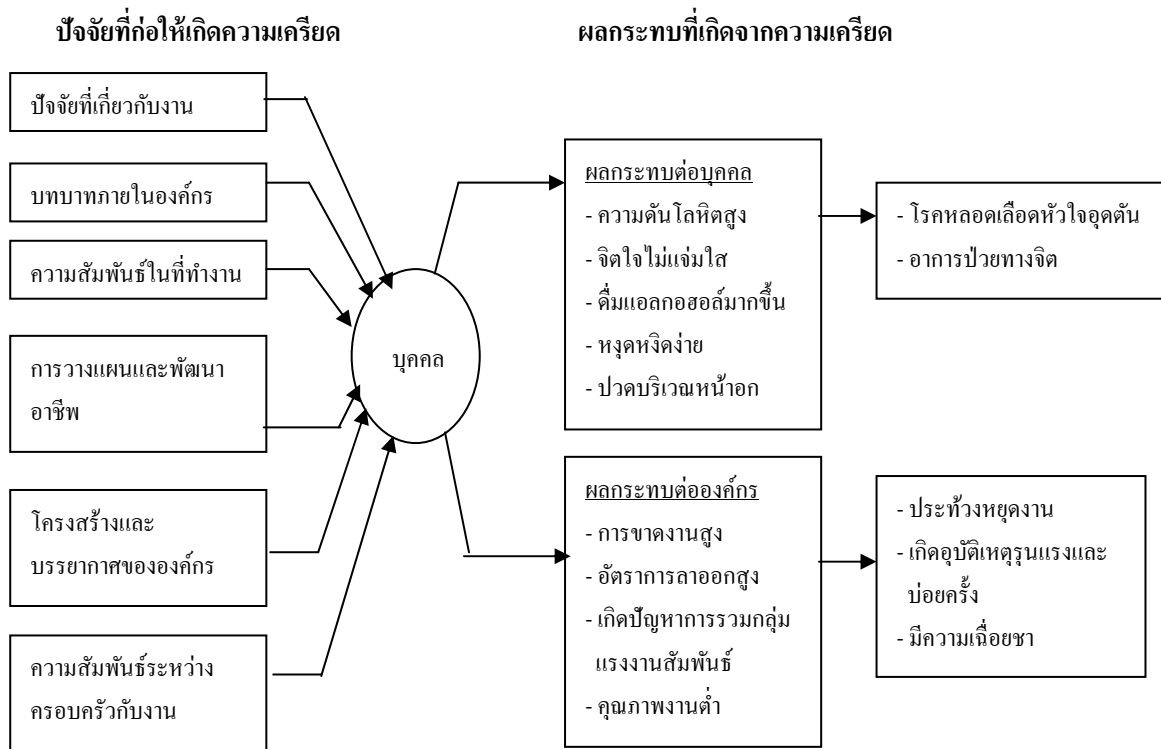 ปัจจัยที่ก่อให้เกิดความเครียด
ผลกระทบที่เกิดจากความเครียด
ปัจจัยที่เกี่ยวกับงาน
บทบาทภายในองค์กร
ความสัมพันธ์ในที่ทำงาน
การวางแผนและพัฒนา
อาชีพ
โครงสร้างและ
บรรยากาศขององค์กร
ความสัมพันธ์ระหว่าง
ครอบครัวกับงาน
บุคคล
ผลกระทบต่อบุคคล
- ความดันโลหิตสูง
- จิตใจไม่แจ่มใส
- ดื่มแอลกอฮอล์มากขึ้น
- หงุดหงิดง่าย
- ปวดบริเวณหน้าอก
- โรคหลอดเลือดหัวใจอุดตัน
- อาการป่วยทางจิต
ผลกระทบต่อองค์กร
- การขาดงานสูง
- อัตราการลาออกสูง
- เกิดปัญหาการรวมกลุ่ม
แรงงานสัมพันธ์
- คุณภาพงานต่ำ
- ประท้วงหยุดงาน
- เกิดอุบัติเหตุรุนแรงและ
บ่อยครั้ง
- มีความเฉื่อยชา